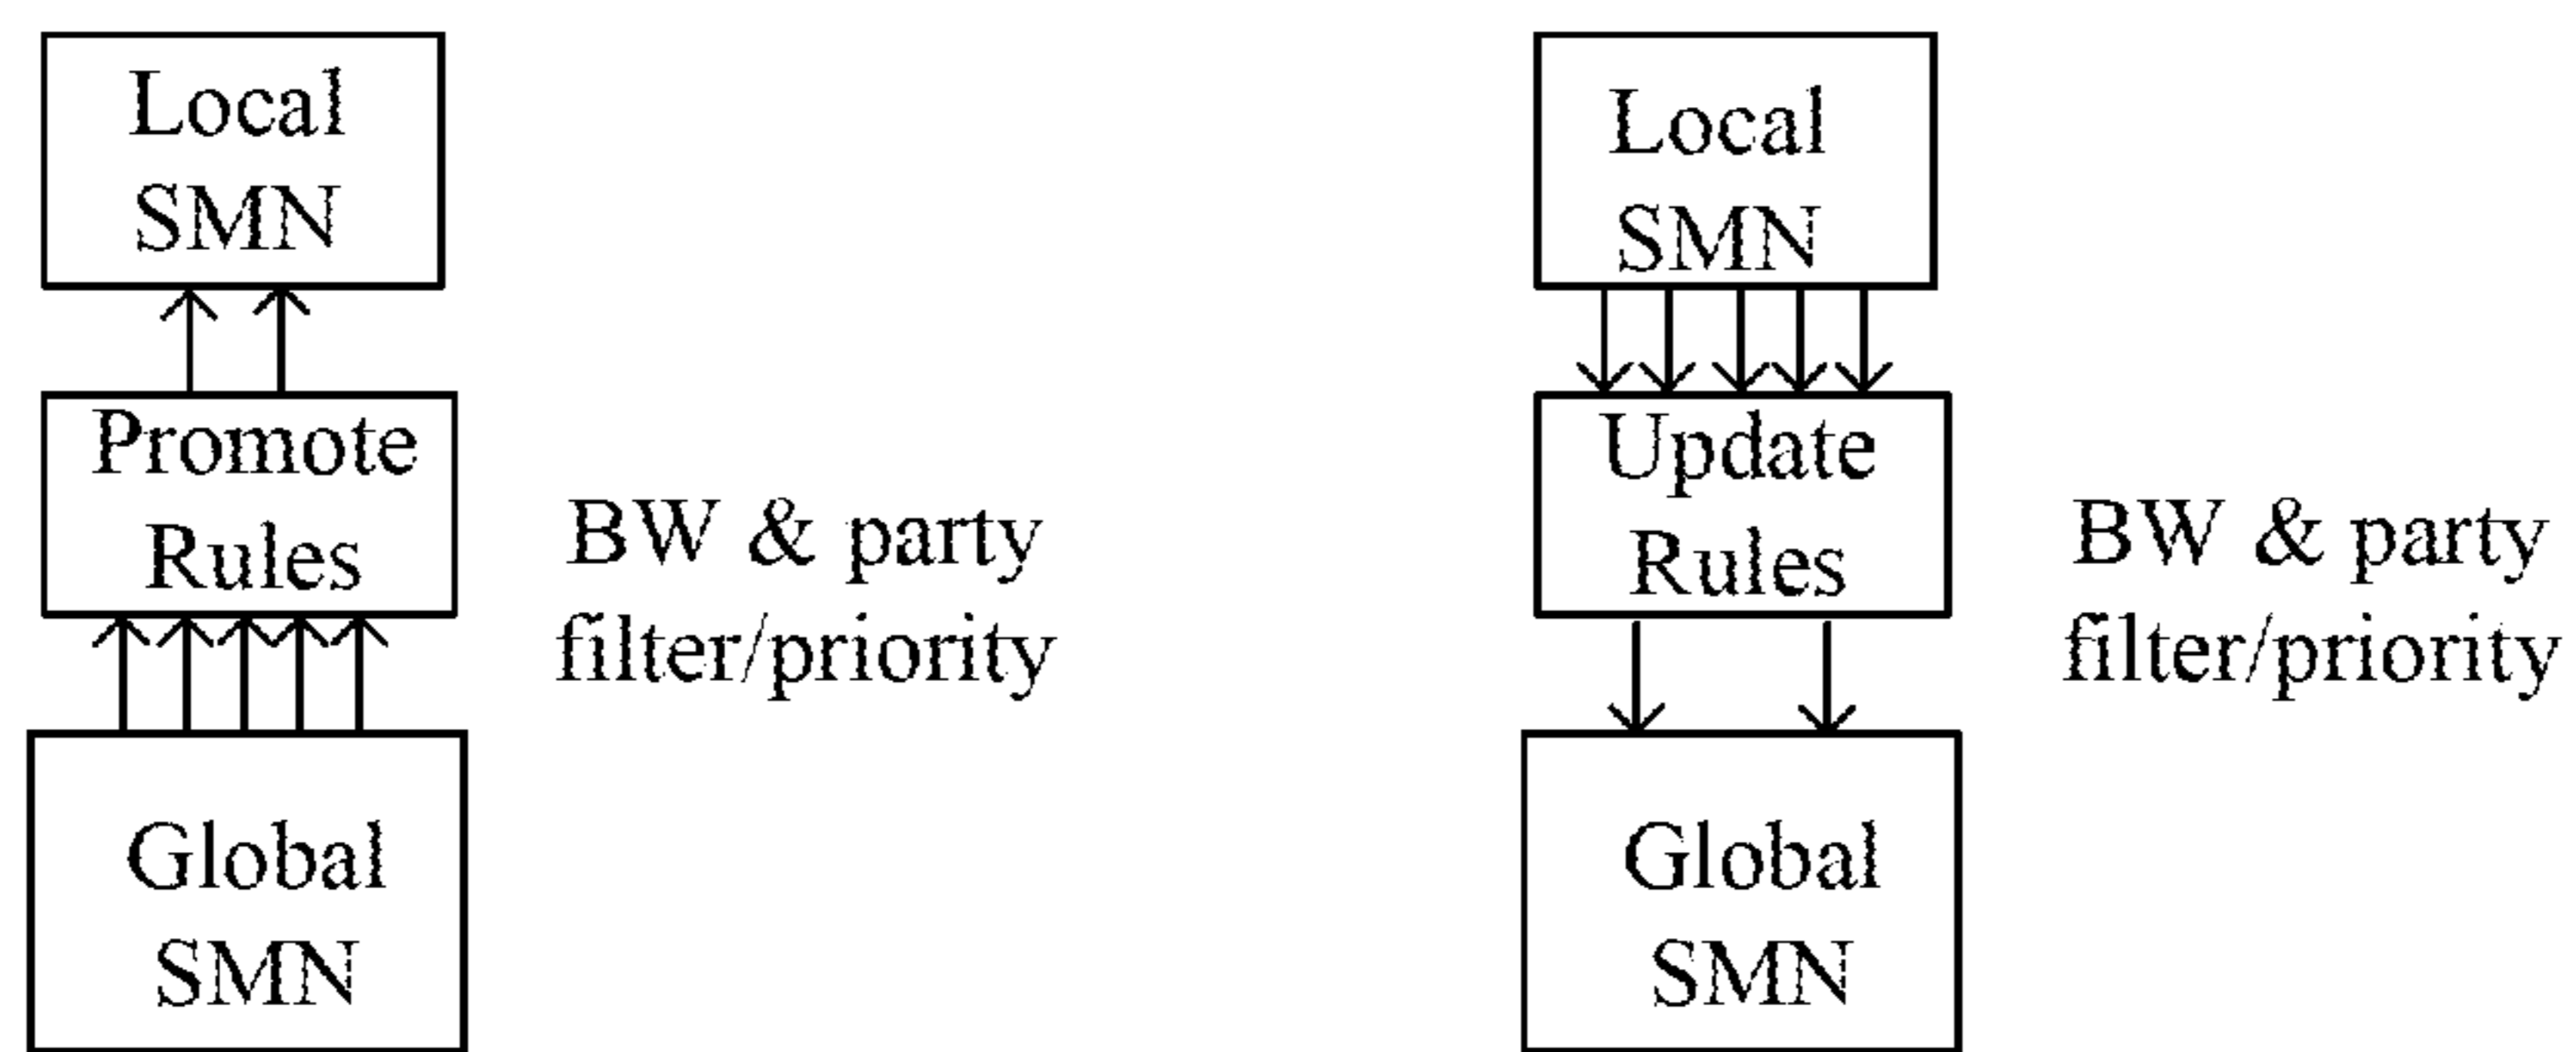 Local
SMN
Promote
Rules
BW & party
filter/priority
Global
SMN
Local
SMN
Update
Rules
BW & party
filter/priority
Global
SMN